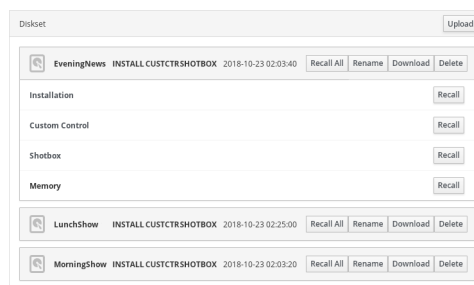 Diskset Upload
EveningNews INSTALL CUSTCTRSHOTBOX 2018-10-23 02:03:40 Recall All Rename Download Delete
Installation Recall
Custom Control Recall
Shotbox Recall
Memory Recall
LunchShow INSTALL CUSTCTRSHOTBOX 2018-10-23 02:25:00 Recall All Rename Download Delete
MorningShow INSTALL CUSTCTRSHOTBOX 2018-10-23 02:03:20 Recall All Rename Download Delete